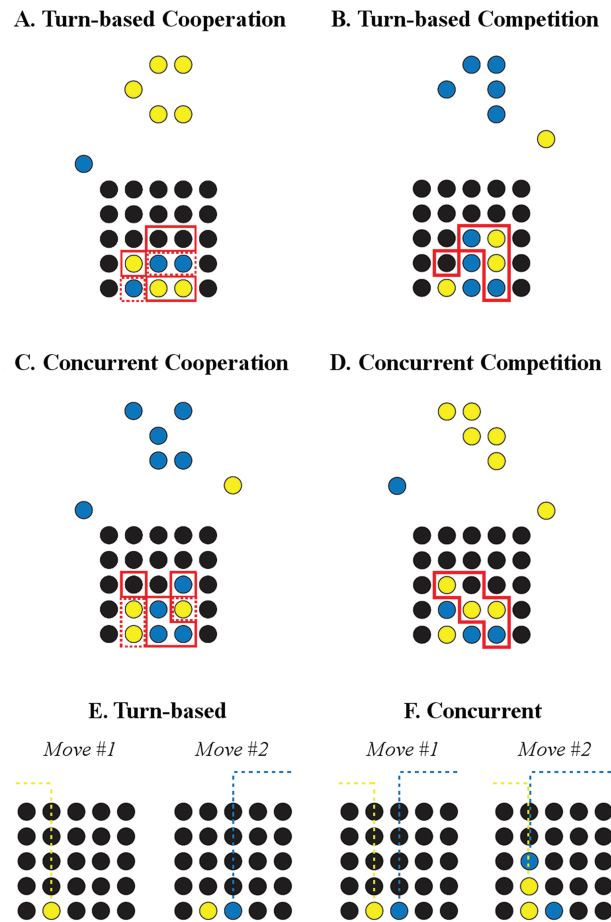 A. Turn-based Cooperation
B. Turn-based Competition
C. Concurrent Cooperation
D. Concurrent Competition
E. Turn-based
F. Concurrent
Move #1
Move #2
Move #1
Move #2